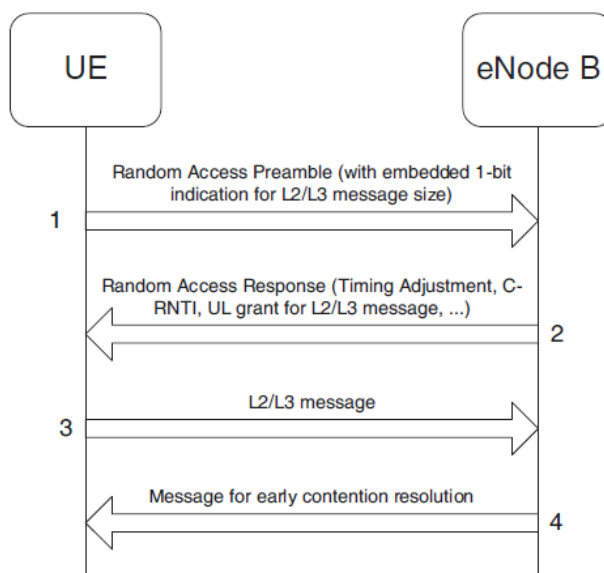 UE
eNode B
Random Access Preamble (with embedded 1-bit
indication for L2/L3 message size)
1
Random Access Response (Timing Adjustment, C-
RNTI, UL grant for L2/L3 message, ...)
2
L2/L3 message
3
Message for early contention resolution
4